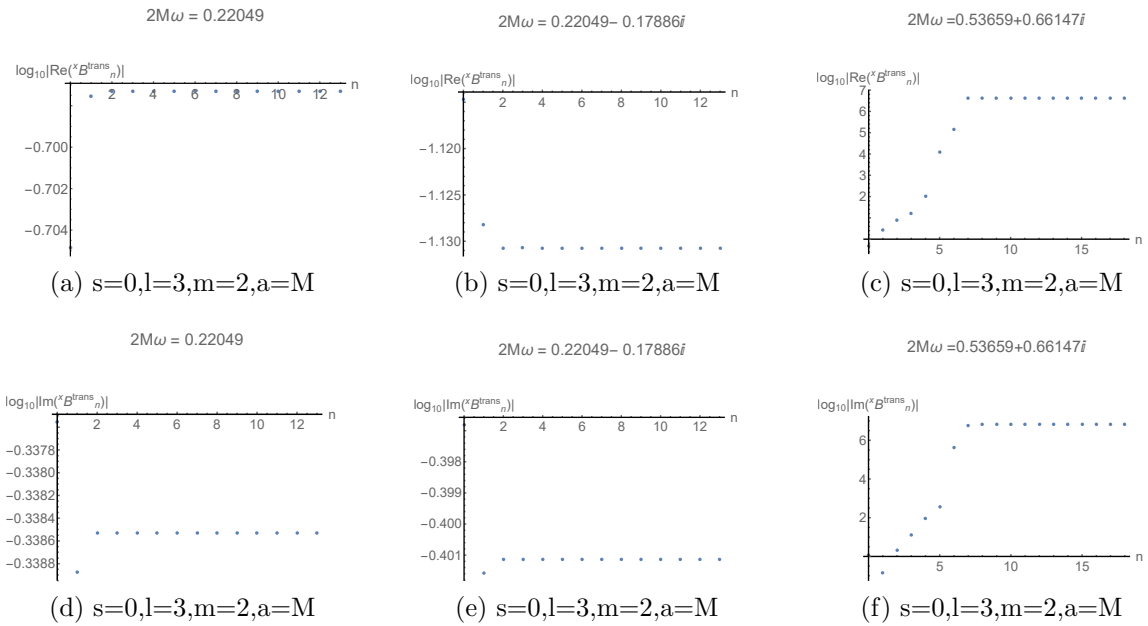 2Mω = 0.22049
log₁₀|Re(ˣBᵗʳᵃⁿˢₙ)|
n
2 4 6 8 10 12
−0.700
−0.702
−0.704
(a) s=0,l=3,m=2,a=M
2Mω = 0.22049− 0.17886ⅈ
log₁₀|Re(ˣBᵗʳᵃⁿˢₙ)|
n
2 4 6 8 10 12
−1.120
−1.125
−1.130
(b) s=0,l=3,m=2,a=M
2Mω =0.53659+0.66147ⅈ
log₁₀|Re(ˣBᵗʳᵃⁿˢₙ)|
7
6
5
4
3
2
1
5 10 15
n
(c) s=0,l=3,m=2,a=M
2Mω = 0.22049
log₁₀|Im(ˣBᵗʳᵃⁿˢₙ)|
n
2 4 6 8 10 12
−0.3378
−0.3380
−0.3382
−0.3384
−0.3386
−0.3388
(d) s=0,l=3,m=2,a=M
2Mω = 0.22049− 0.17886ⅈ
log₁₀|Im(ˣBᵗʳᵃⁿˢₙ)|
n
2 4 6 8 10 12
−0.398
−0.399
−0.400
−0.401
(e) s=0,l=3,m=2,a=M
2Mω =0.53659+0.66147ⅈ
log₁₀|Im(ˣBᵗʳᵃⁿˢₙ)|
6
4
2
5 10 15
n
(f) s=0,l=3,m=2,a=M